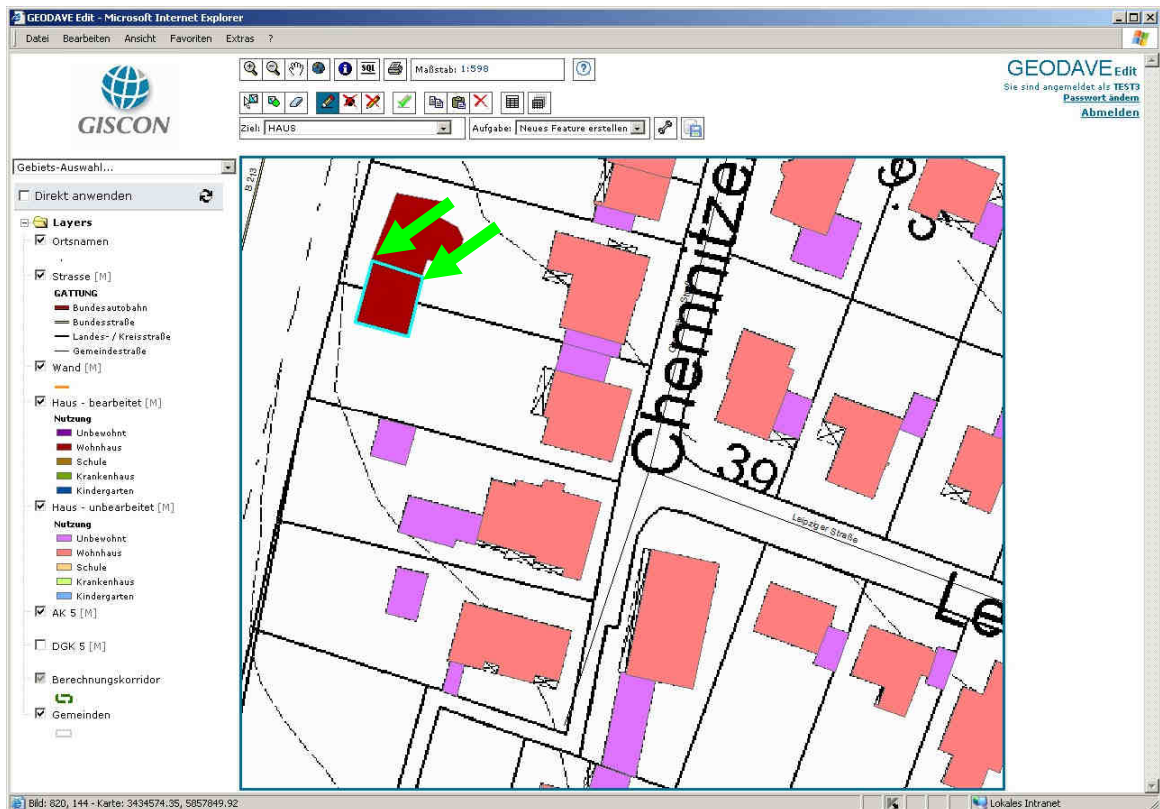 GEODAVE Edit - Microsoft Internet Explorer
Datei Bearbeiten Ansicht Favoriten Extras ?
GISCON
Maßstab: 1:598
SQL
Ziel: HAUS
Aufgabe: Neues Feature erstellen
GEODAVE Edit
Sie sind angemeldet als TEST3
Passwort ändern
Abmelden
Gebiets-Auswahl...
Direkt anwenden
Layers
Ortsnamen
Strasse [M]
GATTUNG
Bundesautobahn
Bundesstraße
Landes- / Kreisstraße
Gemeindestraße
Wand [M]
Haus - bearbeitet [M]
Nutzung
Unbewohnt
Wohnhaus
Schule
Krankenhaus
Kindergarten
Haus - unbearbeitet [M]
Nutzung
Unbewohnt
Wohnhaus
Schule
Krankenhaus
Kindergarten
AK 5 [M]
DGK 5 [M]
Berechnungskorridor
Gemeinden
B 213
Chemnitze
39
Leipziger Straße
Le
Bild: 820, 144 - Karte: 3434574.35, 5857849.92
Lokales Intranet